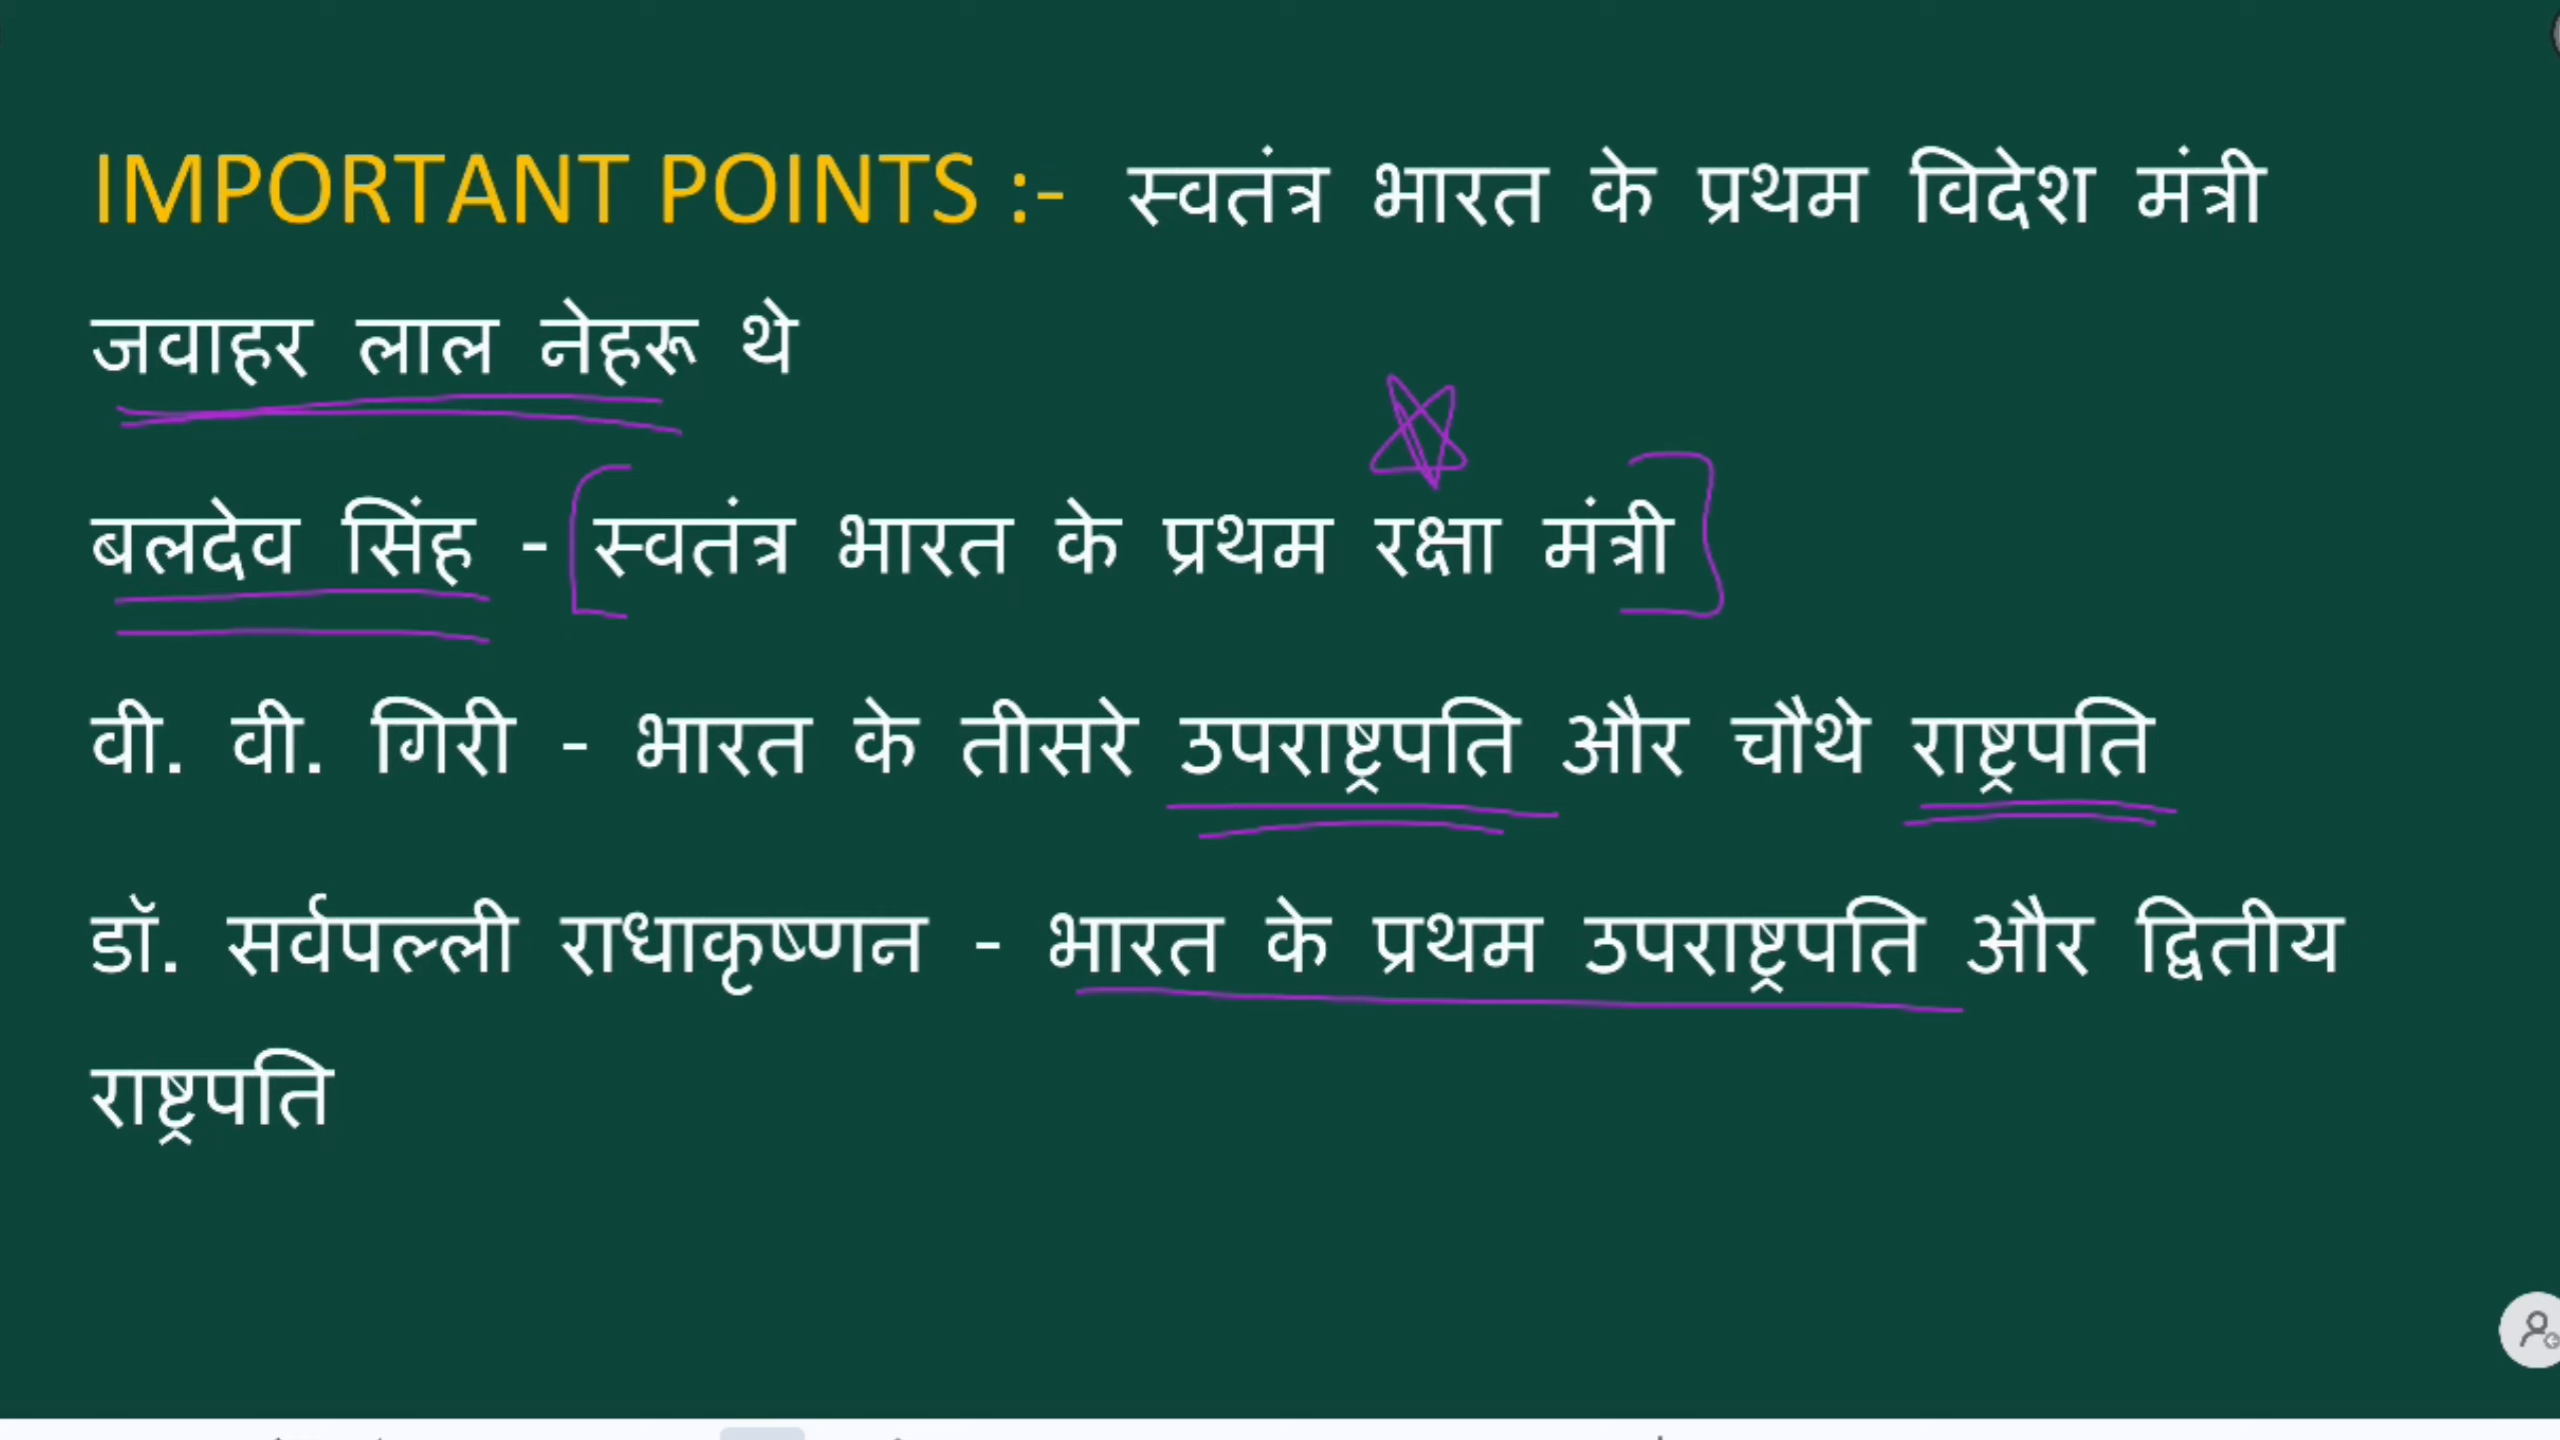 IMPORTANT POINTS :- स्वतंत्र भारत के प्रथम विदेश मंत्री
जवाहर लाल नेहरू थे
बलदेव सिंह - स्वतंत्र भारत के प्रथम रक्षा मंत्री
वी. वी. गिरी - भारत के तीसरे उपराष्ट्रपति और चौथे राष्ट्रपति
डॉ. सर्वपल्ली राधाकृष्णन - भारत के प्रथम उपराष्ट्रपति और द्वितीय
राष्ट्रपति